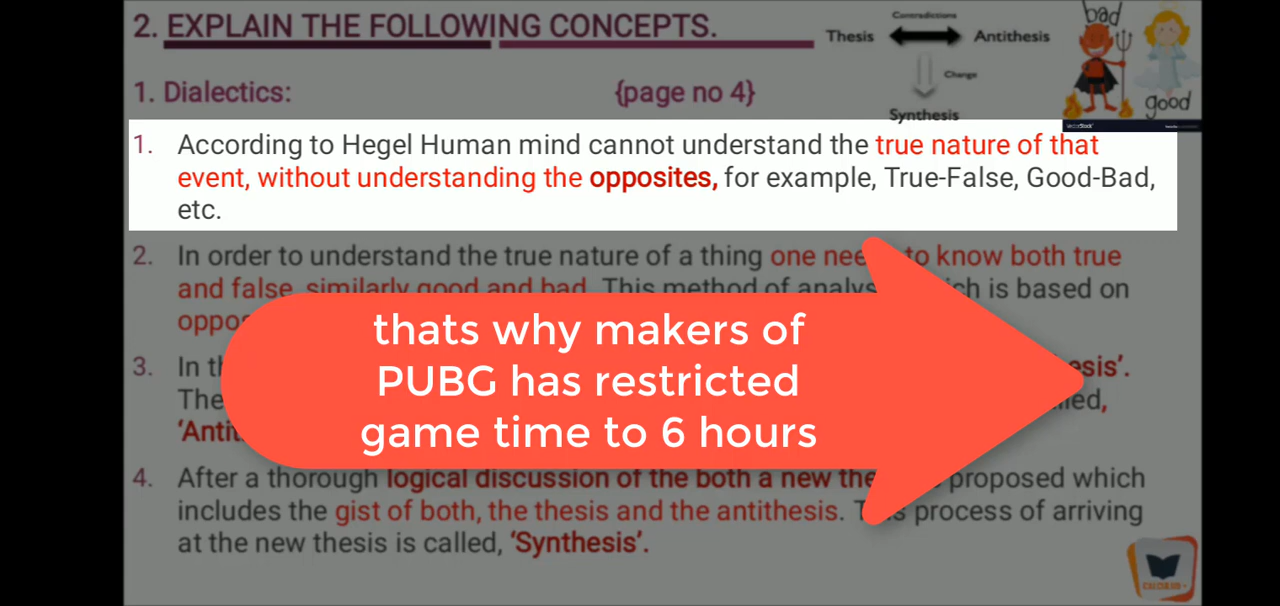 2. EXPLAIN THE FOLLOWING CONCEPTS.
Contradictions
Thesis Antithesis
Change
Synthesis
bad
good
1. Dialectics: {page no 4}
1. According to Hegel Human mind cannot understand the true nature of that
event, without understanding the opposites, for example, True-False, Good-Bad,
etc.
2. In order to understand the true nature of a thing one to know both true
and false, similarly good and bad. This method of is based on
3. In
esis’.
The
‘Anti
thats why makers of
PUBG has restricted
game time to 6 hours
4. After a thorough logical discussion of the both a new proposed which
includes the gist of both, the thesis and the antithesis. process of arriving
at the new thesis is called, ‘Synthesis’.